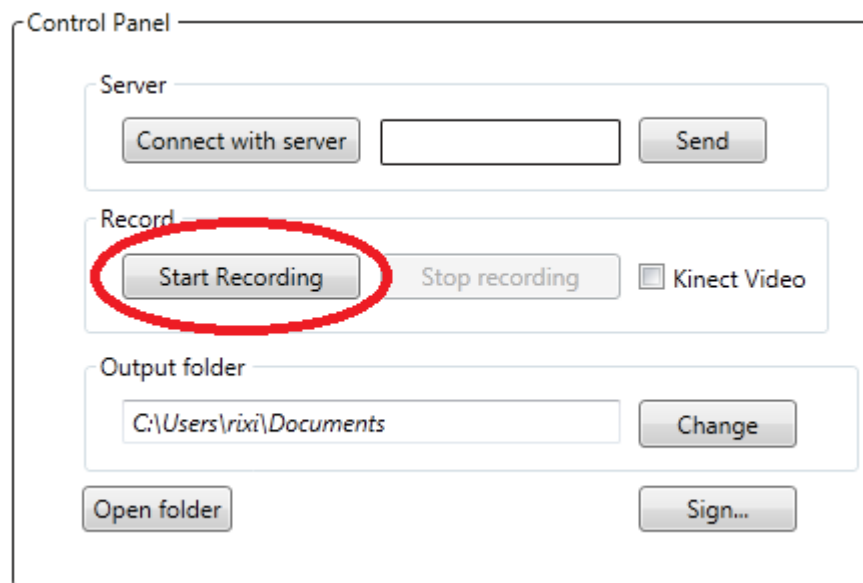 Control Panel
Server
Connect with server Send
Record
Start Recording Stop recording Kinect Video
Output folder
C:\Users\rixi\Documents Change
Open folder Sign...